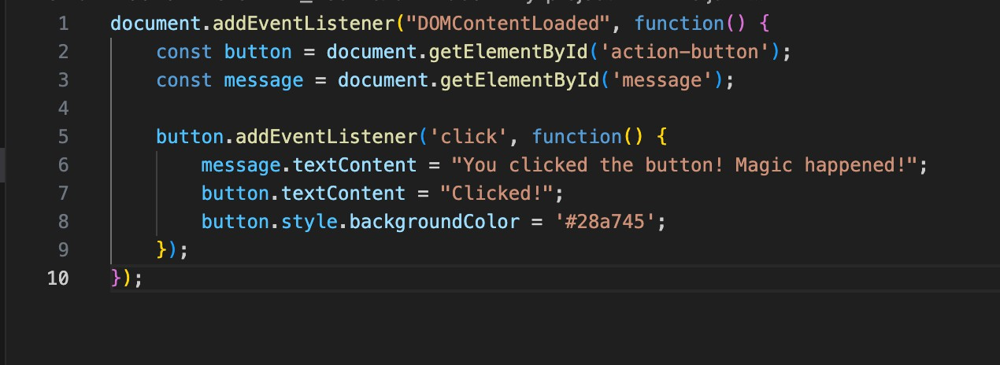 1 document.addEventListener("DOMContentLoaded", function() {
2     const button = document.getElementById('action-button');
3     const message = document.getElementById('message');
4
5     button.addEventListener('click', function() {
6         message.textContent = "You clicked the button! Magic happened!";
7         button.textContent = "Clicked!";
8         button.style.backgroundColor = '#28a745';
9     });
10 });